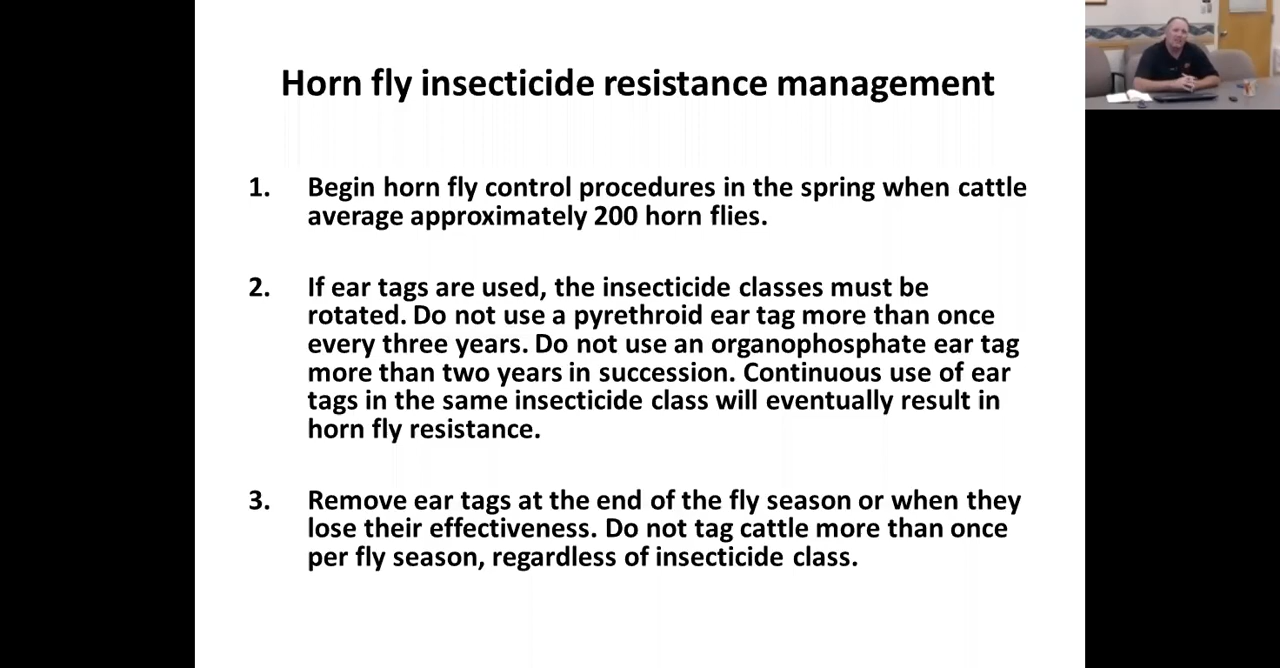 Horn fly insecticide resistance management
1. Begin horn fly control procedures in the spring when cattle
average approximately 200 horn flies.
2. If ear tags are used, the insecticide classes must be
rotated. Do not use a pyrethroid ear tag more than once
every three years. Do not use an organophosphate ear tag
more than two years in succession. Continuous use of ear
tags in the same insecticide class will eventually result in
horn fly resistance.
3. Remove ear tags at the end of the fly season or when they
lose their effectiveness. Do not tag cattle more than once
per fly season, regardless of insecticide class.